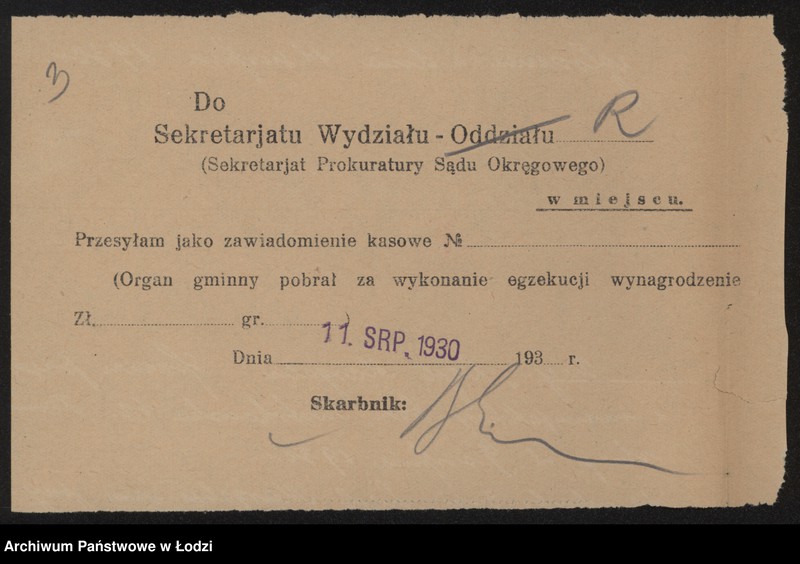 3
Do
Sekretarjatu Wydziału - Oddziału R
(Sekretarjat Prokuratury Sądu Okręgowego)
w miejscu.
Przesyłam jako zawiadomienie kasowe №
(Organ gminny pobrał za wykonanie egzekucji wynagrodzenie
Zł. gr. )
11. SRP. 1930
Dnia 193 r.
Skarbnik:
Archiwum Państwowe w Łodzi